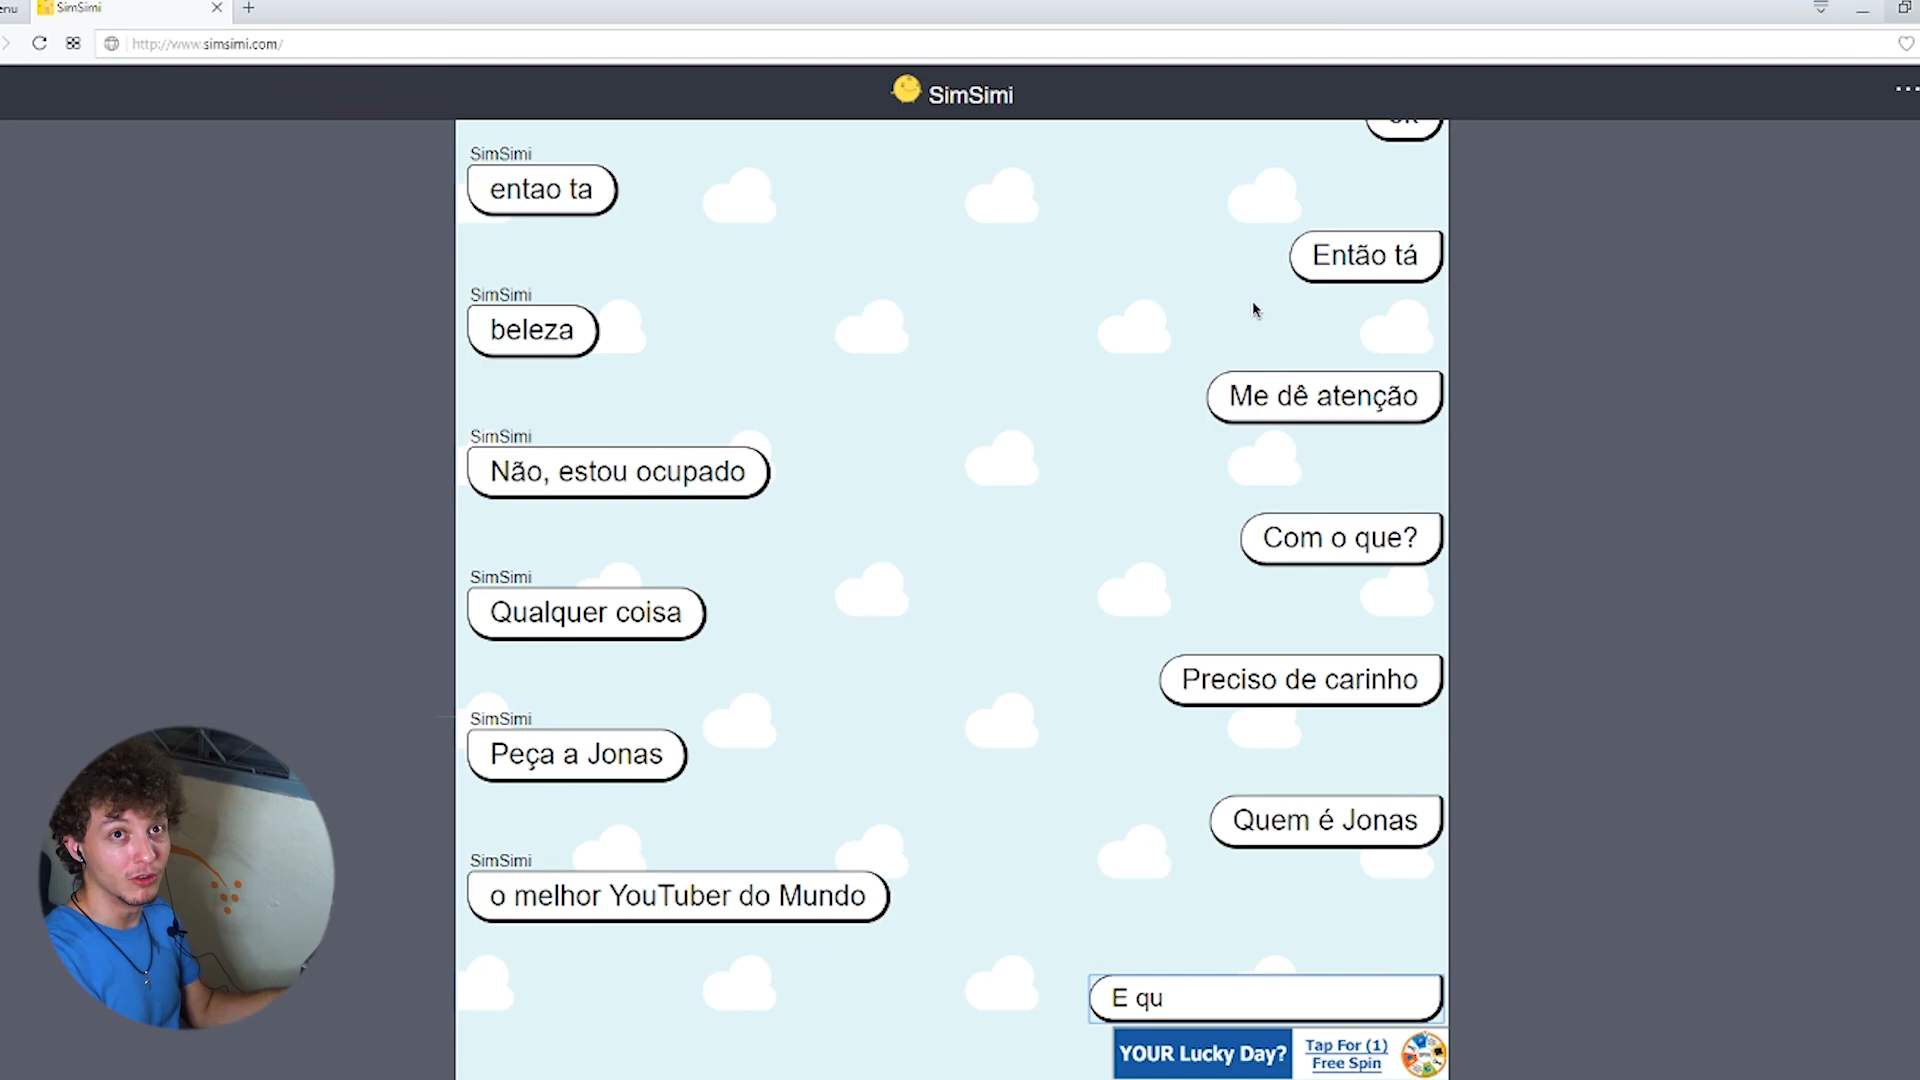 enu
SimSimi
http://www.simsimi.com/
SimSimi
SimSimi
entao ta
Então tá
SimSimi
beleza
Me dê atenção
SimSimi
Não, estou ocupado
Com o que?
SimSimi
Qualquer coisa
Preciso de carinho
SimSimi
Peça a Jonas
Quem é Jonas
SimSimi
o melhor YouTuber do Mundo
E qu
YOUR Lucky Day?
Tap For (1)
Free Spin